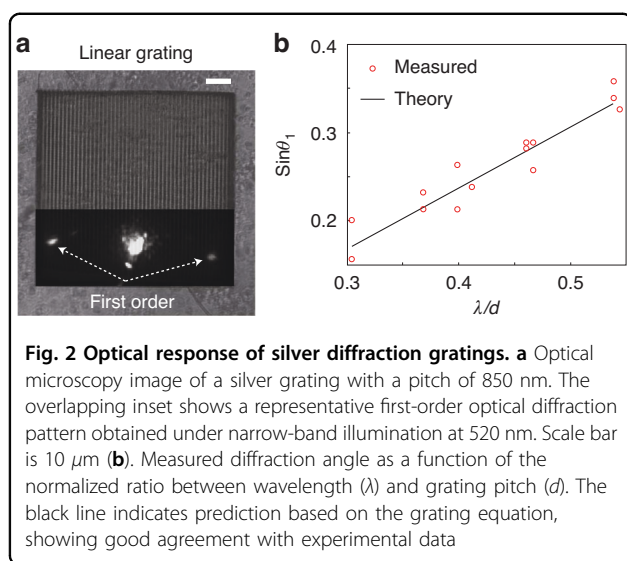 a
Linear grating
First order
b
0.4
0.3
0.2
Sinθ1
Measured
Theory
0.3 0.4 0.5
λ/d
Fig. 2 Optical response of silver diffraction gratings. a Optical
microscopy image of a silver grating with a pitch of 850 nm. The
overlapping inset shows a representative first-order optical diffraction
pattern obtained under narrow-band illumination at 520 nm. Scale bar
is 10 μm (b). Measured diffraction angle as a function of the
normalized ratio between wavelength (λ) and grating pitch (d). The
black line indicates prediction based on the grating equation,
showing good agreement with experimental data